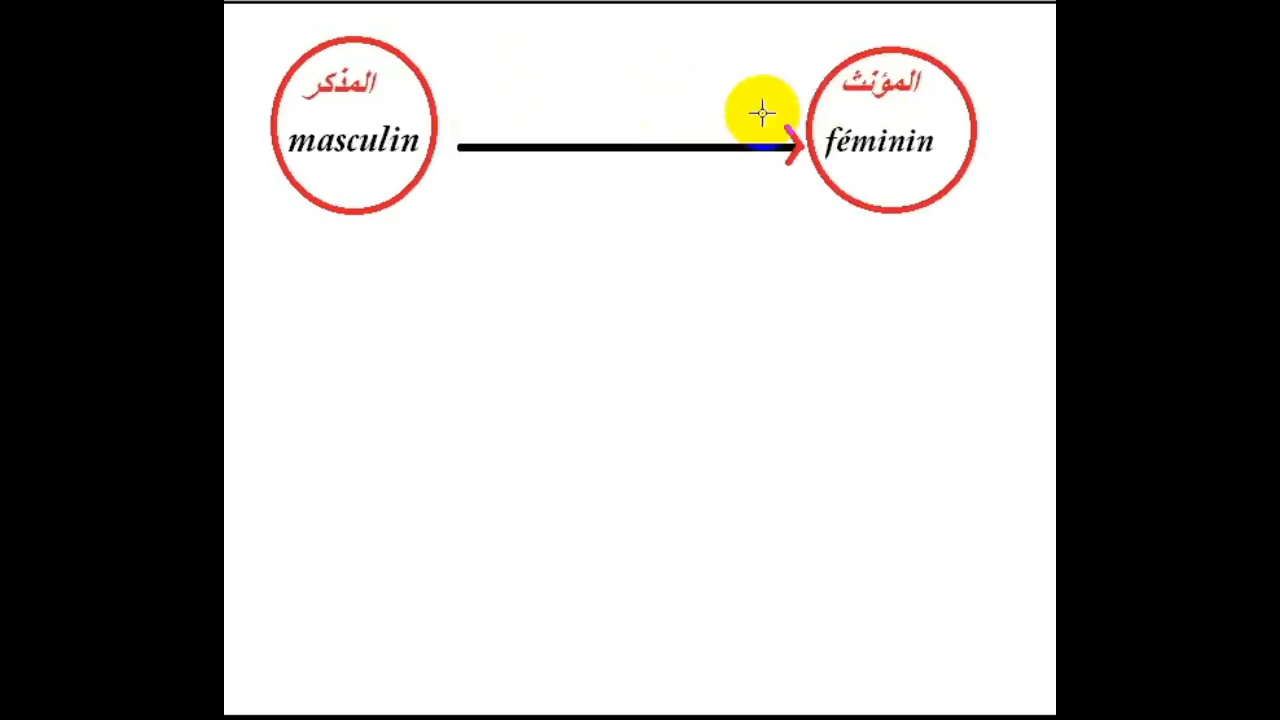 المذكر
masculin
المؤنث
féminin